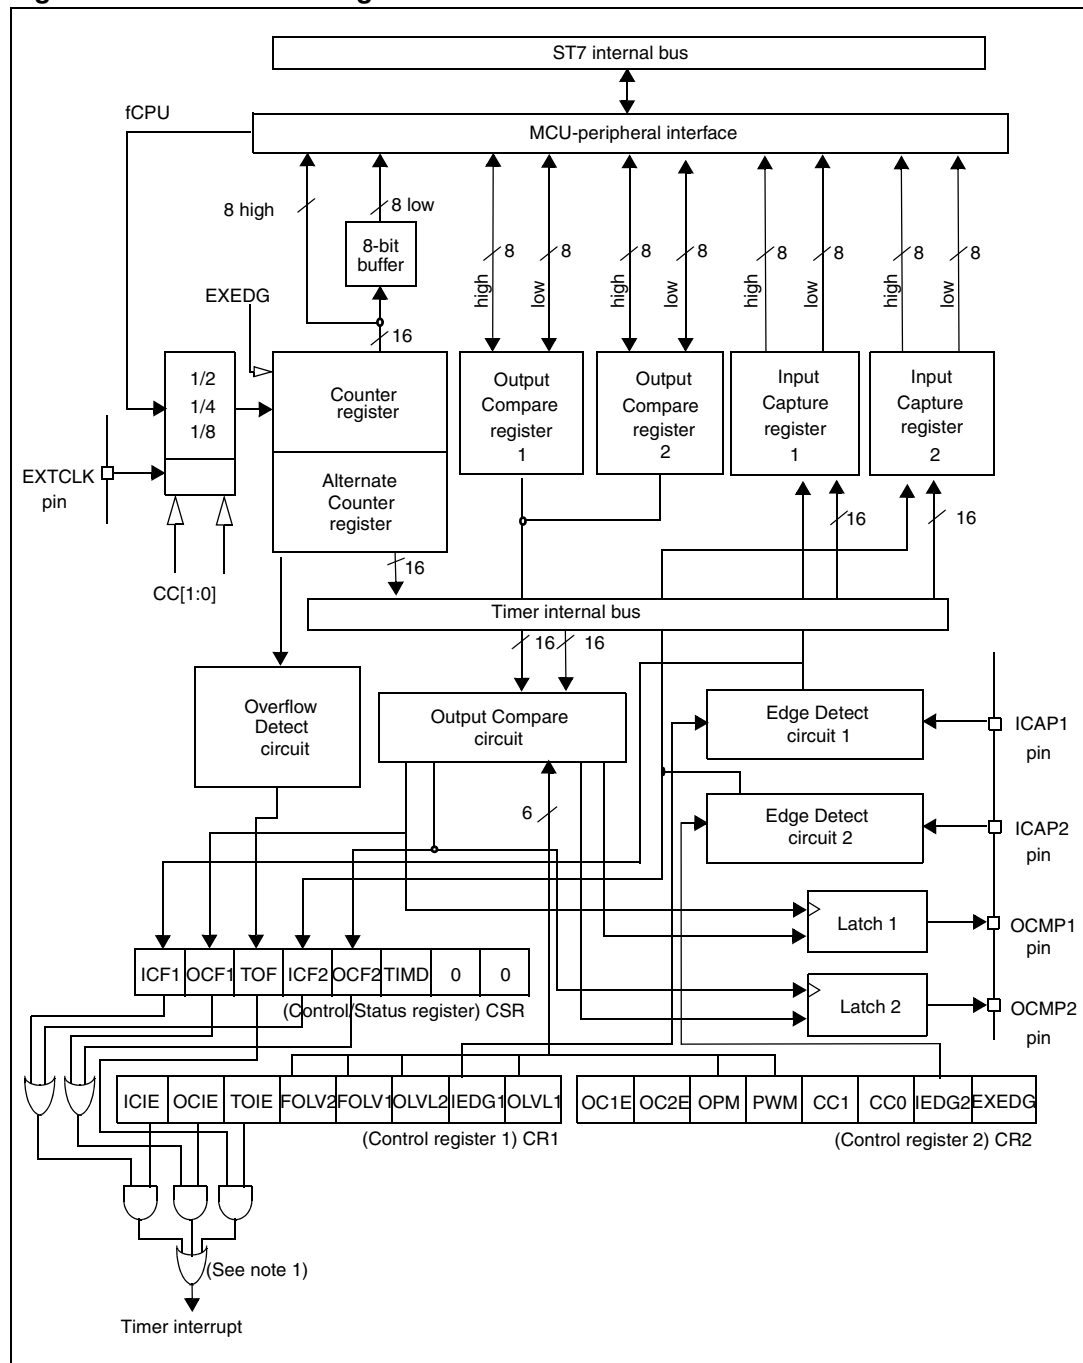 ST7 internal bus
fCPU
MCU-peripheral interface
8 high
8 low
8-bit
buffer
8
8
8
8
8
8
8
8
high
low
high
low
high
low
high
low
EXEDG
16
1/2
1/4
1/8
Counter
register
Output
Compare
register
1
Output
Compare
register
2
Input
Capture
register
1
Input
Capture
register
2
EXTCLK
pin
Alternate
Counter
register
16
16
16
CC[1:0]
Timer internal bus
16
16
Overflow
Detect
circuit
Output Compare
circuit
Edge Detect
circuit 1
ICAP1
pin
6
Edge Detect
circuit 2
ICAP2
pin
Latch 1
OCMP1
pin
ICF1 OCF1 TOF ICF2 OCF2 TIMD 0 0
(Control/Status register) CSR
Latch 2
OCMP2
pin
ICIE OCIE TOIE FOLV2 FOLV1 OLVL2 IEDG1 OLVL1
(Control register 1) CR1
OC1E OC2E OPM PWM CC1 CC0 IEDG2 EXEDG
(Control register 2) CR2
(See note 1)
Timer interrupt